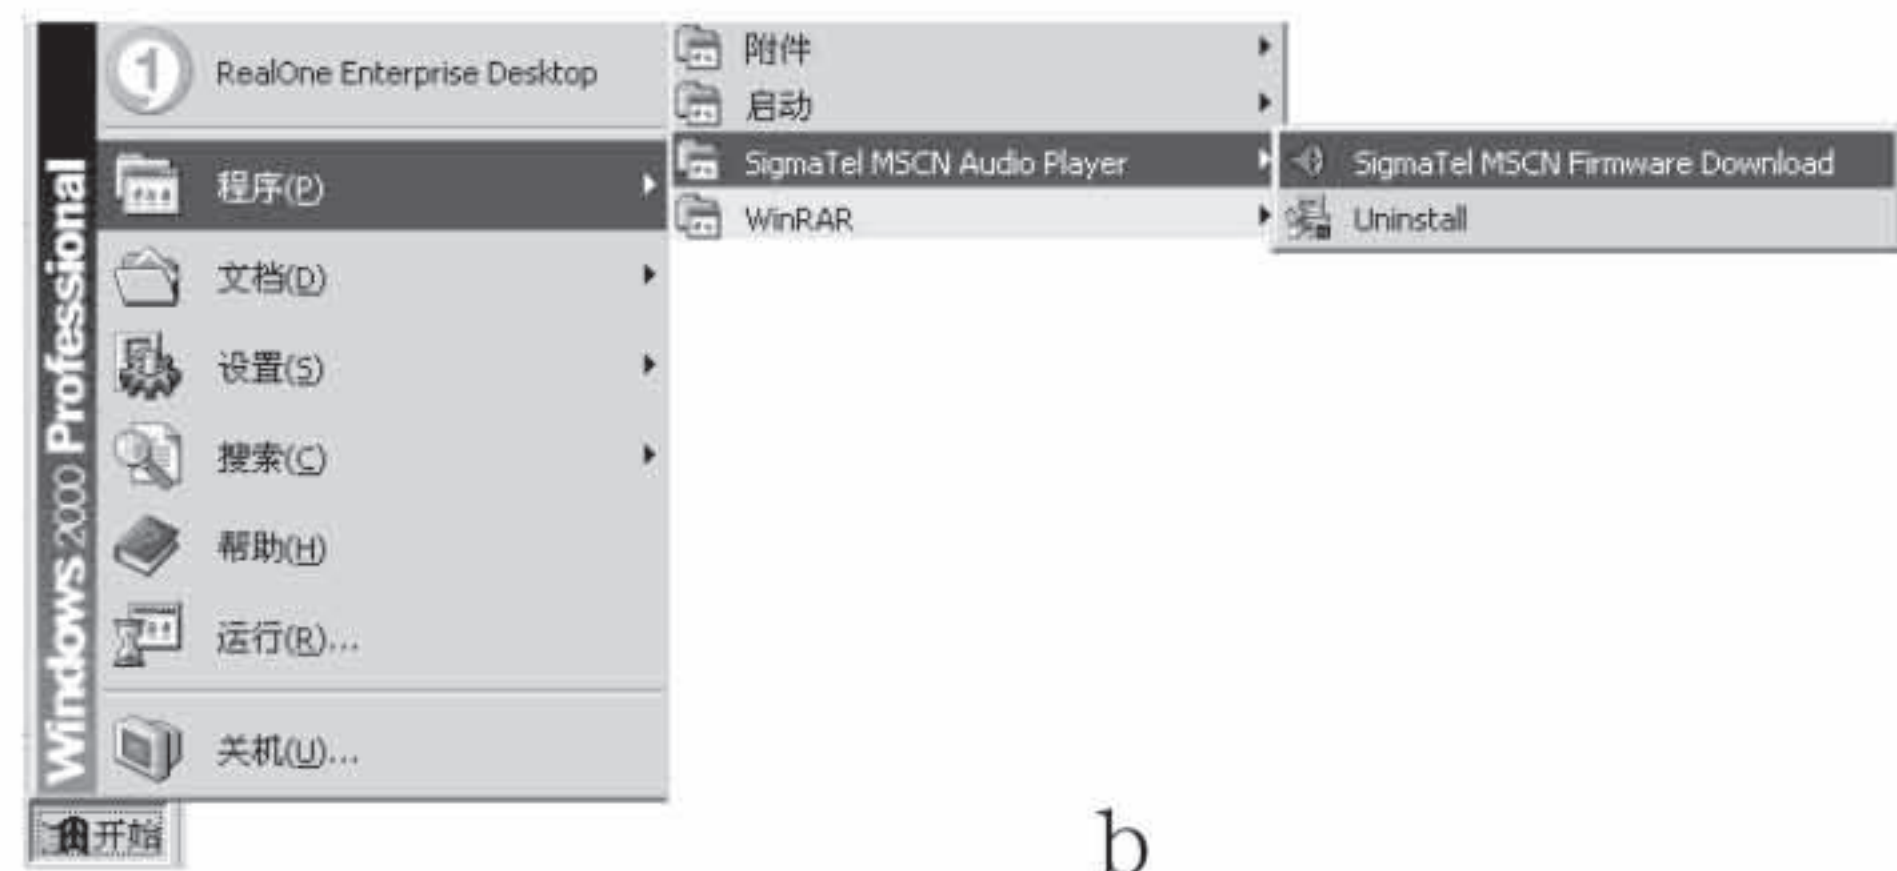 RealOne Enterprise Desktop
程序(P)
文档(D)
设置(S)
搜索(C)
帮助(H)
运行(R)...
关机(U)...
Windows 2000 Professional
开始
附件
启动
SigmaTel MSCN Audio Player
WinRAR
SigmaTel MSCN Firmware Download
Uninstall
b